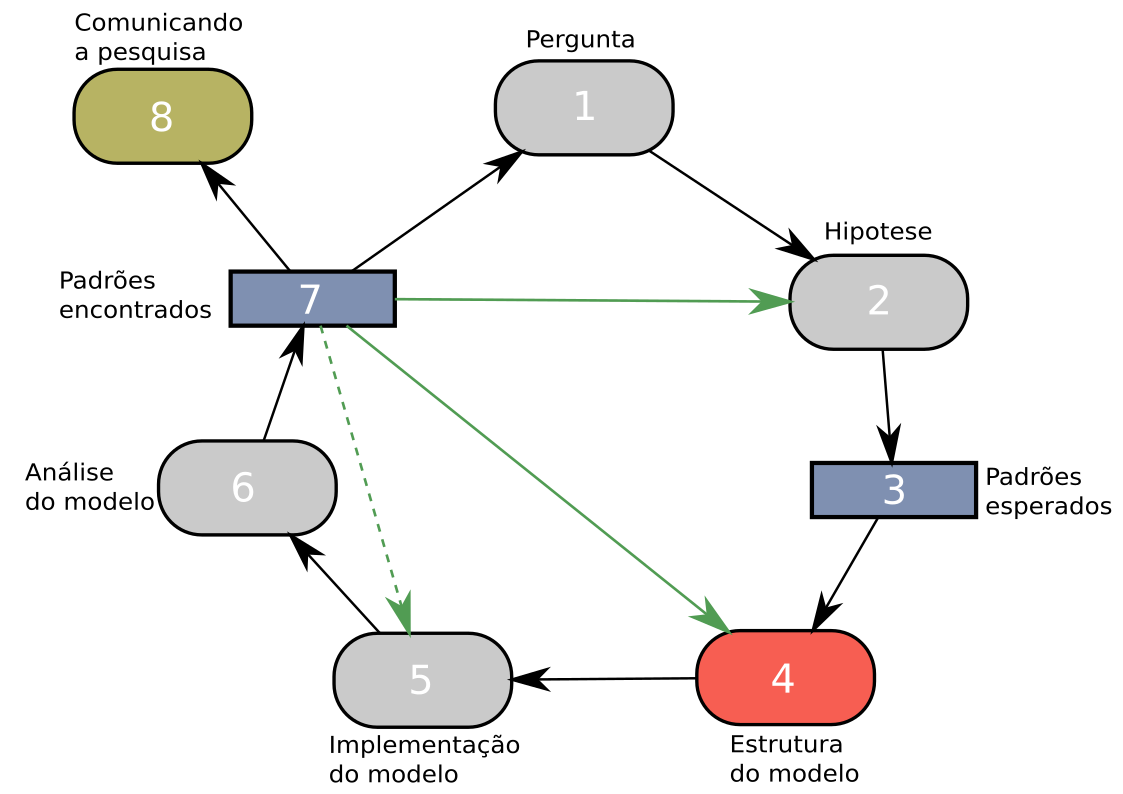 Comunicando
a pesquisa
8
Pergunta
1
Hipotese
2
Padrões
encontrados
7
Análise
do modelo
6
3
Padrões
esperados
5
Implementação
do modelo
4
Estrutura
do modelo